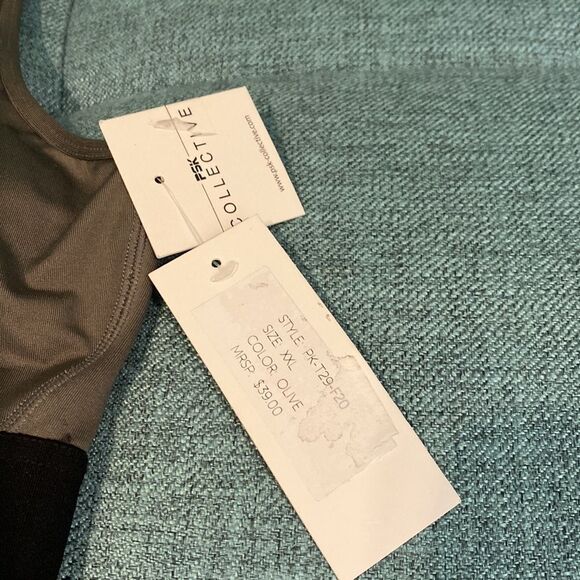 PSK
COLLECTIVE
www.psk-collective.com
STYLE: PK-T29-F20
SIZE: XXL
COLOR: OLIVE
MRSP: $39.00